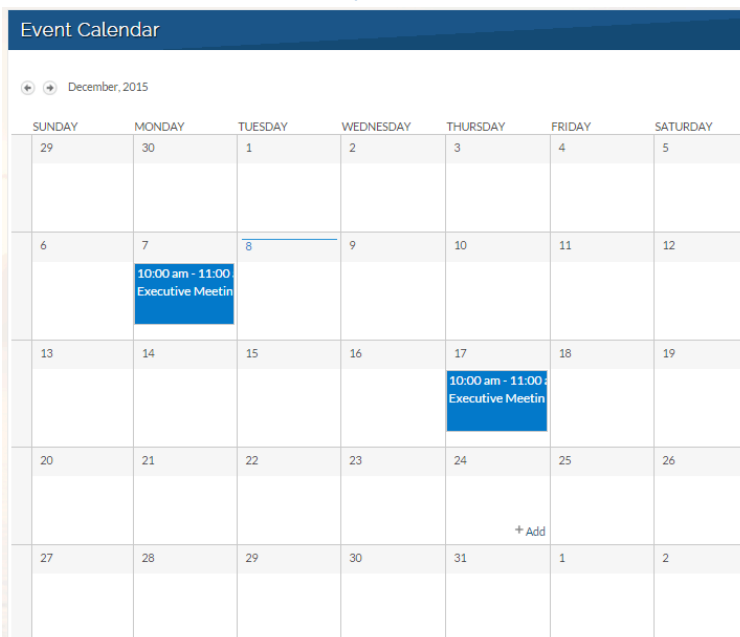 Event Calendar
December, 2015
SUNDAY MONDAY TUESDAY WEDNESDAY THURSDAY FRIDAY SATURDAY
29 30 1 2 3 4 5
6 7 8 9 10 11 12
10:00 am - 11:00
Executive Meetin
13 14 15 16 17 18 19
10:00 am - 11:00 a
Executive Meetin
20 21 22 23 24 25 26
+ Add
27 28 29 30 31 1 2